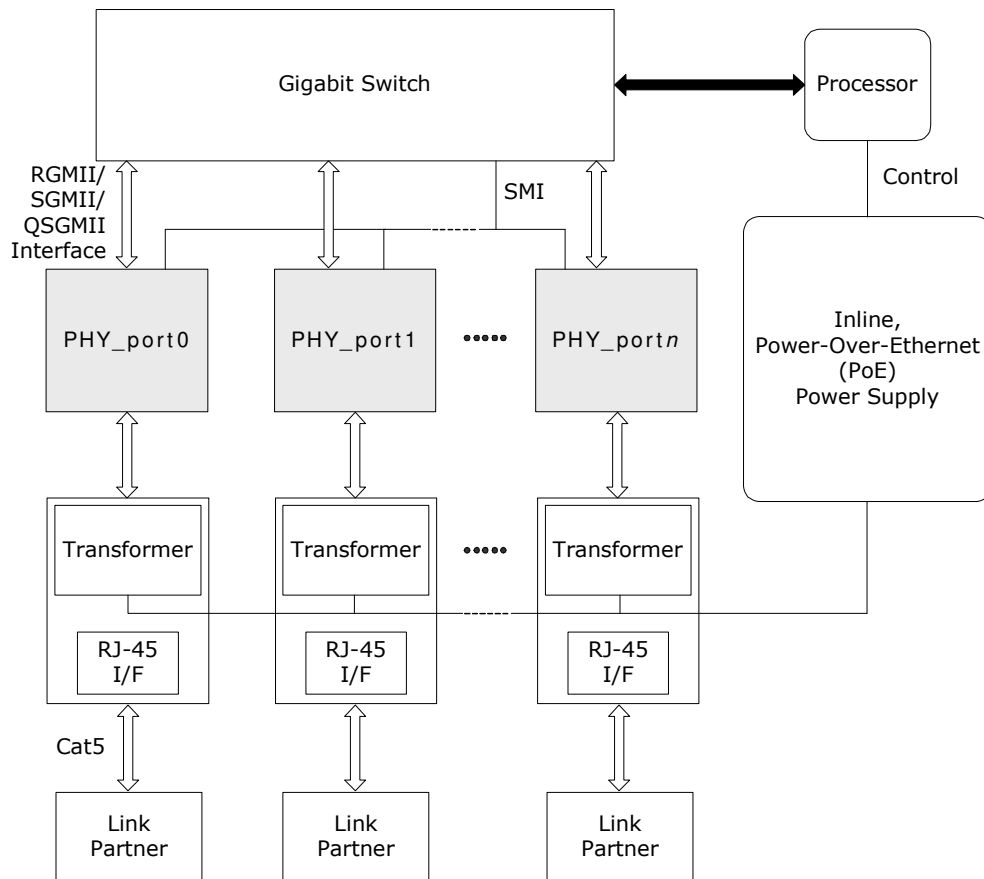 Gigabit Switch
Processor
RGMII/
SGMII/
QSGMII
Interface
SMI
Control
PHY_port0
PHY_port1
PHY_portn
Inline,
Power-Over-Ethernet
(PoE)
Power Supply
Transformer
Transformer
Transformer
RJ-45
I/F
RJ-45
I/F
RJ-45
I/F
Cat5
Link
Partner
Link
Partner
Link
Partner